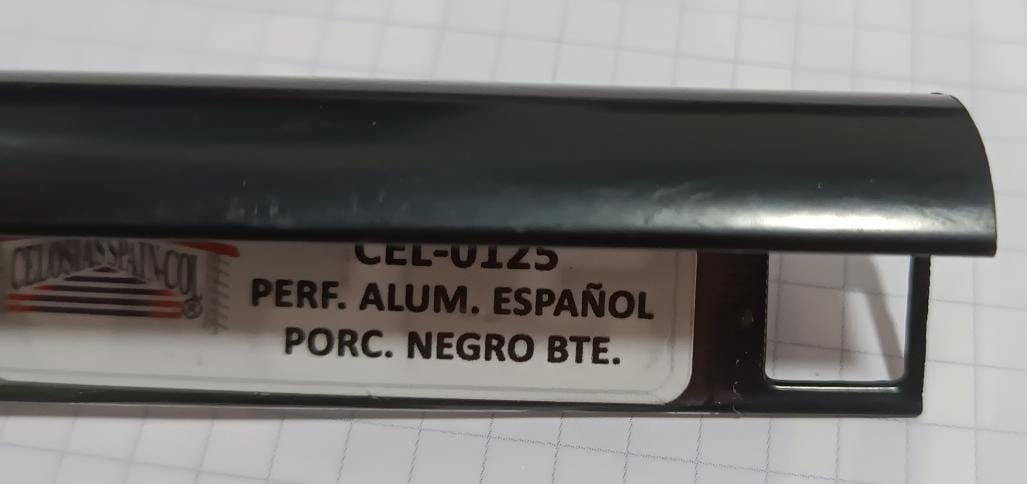 CELOSIAS SPAIN-COL
®
CEL-0125
PERF. ALUM. ESPAÑOL
PORC. NEGRO BTE.